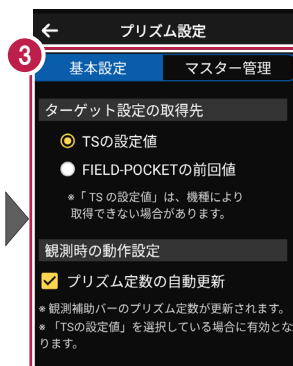 プリズム設定
3
基本設定 マスター管理
ターゲット設定の取得先
TSの設定値
FIELD-POCKETの前回値
※「 TS の設定値」は、機種により
取得できない場合があります。
観測時の動作設定
プリズム定数の自動更新
※ 観測補助バーのプリズム定数が更新されます。
※ 「TSの設定値」を選択している場合に有効とな
ります。